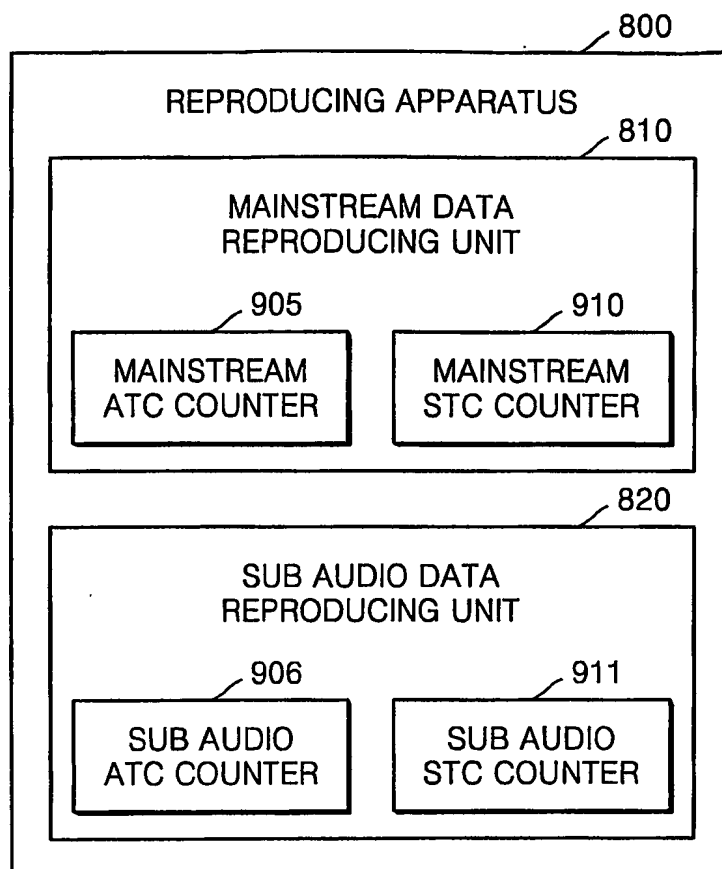 800
REPRODUCING APPARATUS
810
MAINSTREAM DATA
REPRODUCING UNIT
905
MAINSTREAM
ATC COUNTER
910
MAINSTREAM
STC COUNTER
820
SUB AUDIO DATA
REPRODUCING UNIT
906
SUB AUDIO
ATC COUNTER
911
SUB AUDIO
STC COUNTER